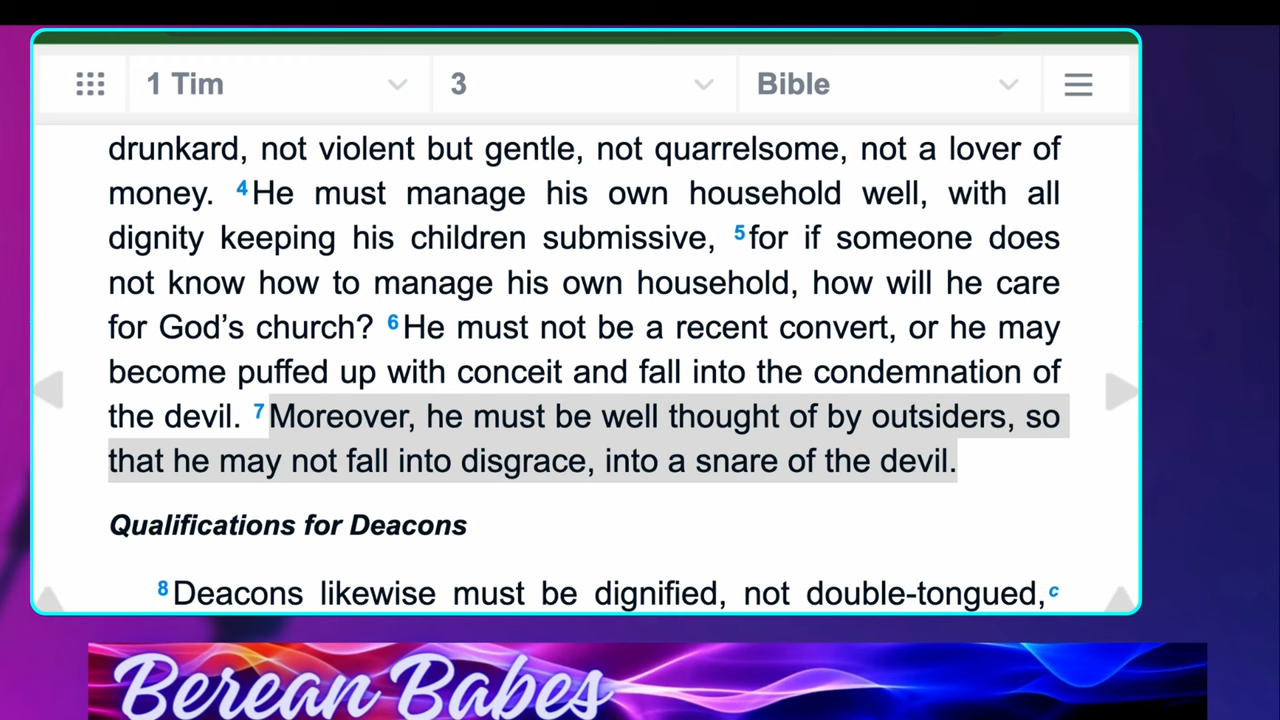 1 Tim 3 Bible
drunkard, not violent but gentle, not quarrelsome, not a lover of
money. 4He must manage his own household well, with all
dignity keeping his children submissive, 5for if someone does
not know how to manage his own household, how will he care
for God’s church? 6He must not be a recent convert, or he may
become puffed up with conceit and fall into the condemnation of
the devil. 7Moreover, he must be well thought of by outsiders, so
that he may not fall into disgrace, into a snare of the devil.
Qualifications for Deacons
8Deacons likewise must be dignified, not double-tongued,c
Berean Babes